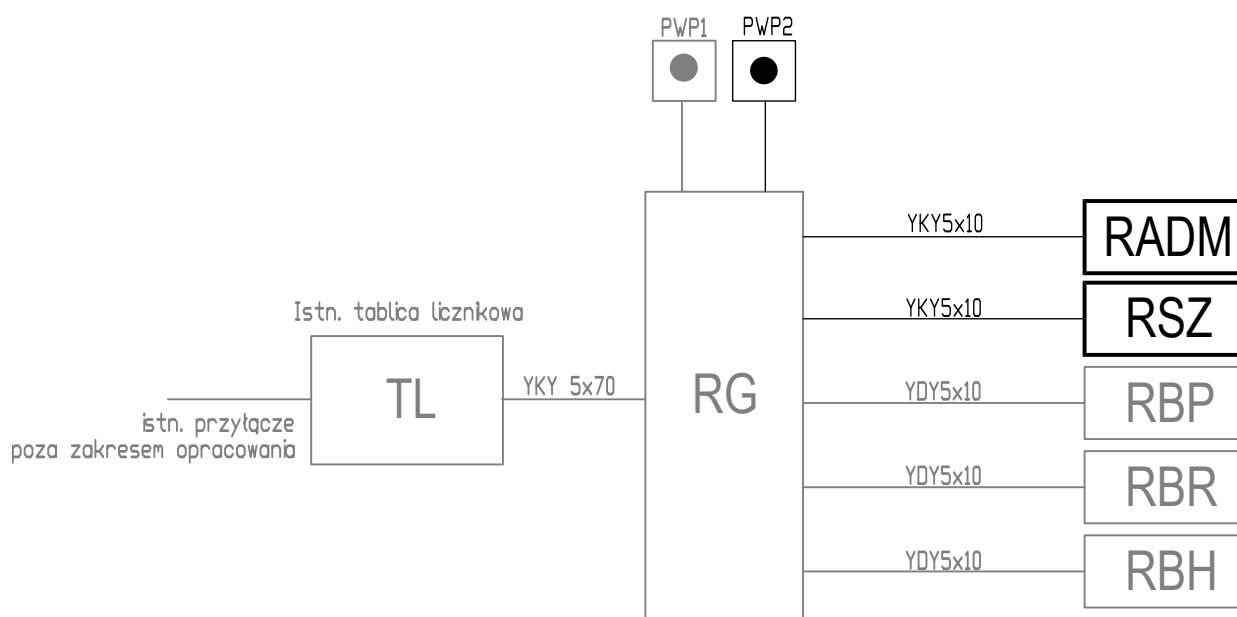 PWP1
PWP2
YKY5x10
RADM
YKY5x10
RSZ
Istn. tablica licznikowa
TL
YKY 5x70
RG
YDY5x10
RBP
istn. przyłącze
poza zakresem opracowania
YDY5x10
RBR
YDY5x10
RBH